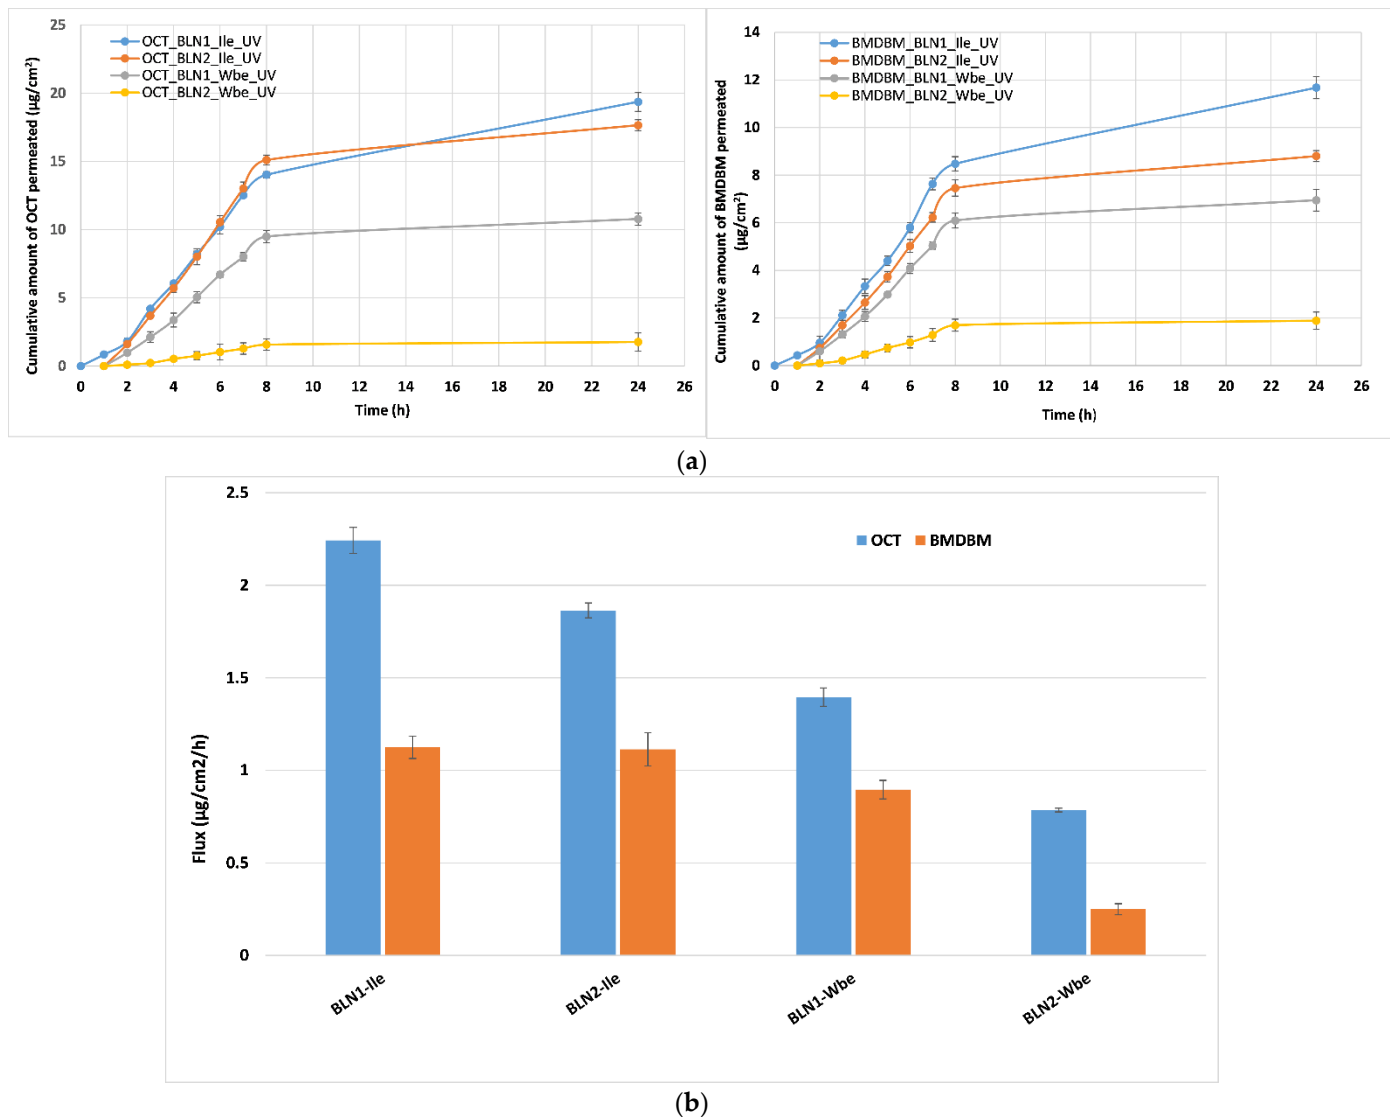 25
20
15
10
5
0
0 2 4 6 8 10 12 14 16 18 20 22 24 26
Cumulative amount of OCT permeated (µg/cm²)
Time (h)
OCT_BLN1_Ile_UV
OCT_BLN2_Ile_UV
OCT_BLN1_Wbe_UV
OCT_BLN2_Wbe_UV
14
12
10
8
6
4
2
0
0 2 4 6 8 10 12 14 16 18 20 22 24 26
Cumulative amount of BMDBM permeated
(µg/cm²)
Time (h)
BMDBM_BLN1_Ile_UV
BMDBM_BLN2_Ile_UV
BMDBM_BLN1_Wbe_UV
BMDBM_BLN2_Wbe_UV
(a)
2.5
2
1.5
1
0.5
0
Flux (µg/cm2/h)
OCT BMDBM
BLN1-Ile
BLN2-Ile
BLN1-Wbe
BLN2-Wbe
(b)